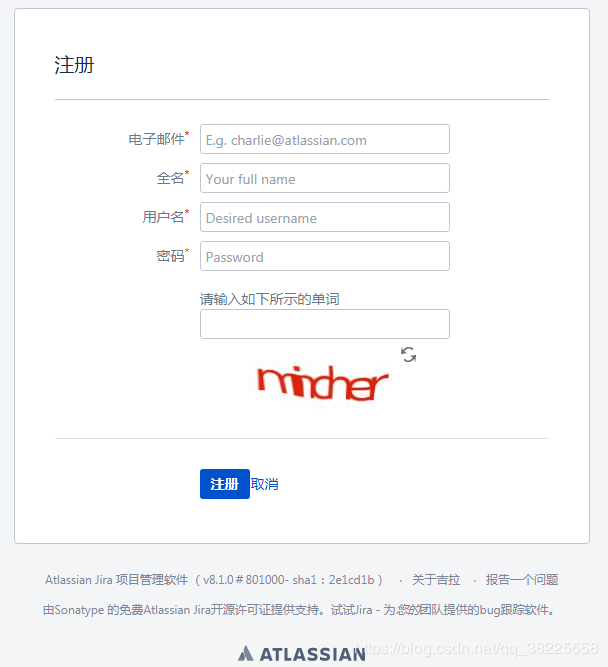 注册
电子邮件* E.g. charlie@atlassian.com
全名* Your full name
用户名* Desired username
密码* Password
请输入如下所示的单词
注册 取消
Atlassian Jira 项目管理软件 （v8.1.0＃801000- sha1：2e1cd1b） · 关于吉拉 · 报告一个问题
由Sonatype 的免费Atlassian Jira开源许可证提供支持。试试Jira - 为您的团队提供的bug跟踪软件。
ATLASSIAN
https://blog.csdn.net/qq_38225558